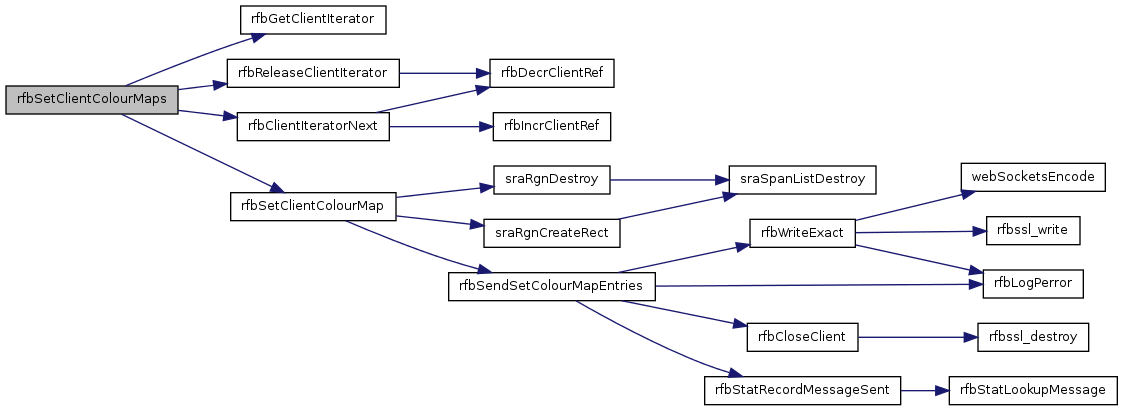 rfbSetClientColourMaps
rfbGetClientIterator
rfbReleaseClientIterator
rfbDecrClientRef
rfbClientIteratorNext
rfbIncrClientRef
rfbSetClientColourMap
sraRgnDestroy
sraSpanListDestroy
sraRgnCreateRect
rfbSendSetColourMapEntries
rfbWriteExact
webSocketsEncode
rfbssl_write
rfbLogPerror
rfbCloseClient
rfbssl_destroy
rfbStatRecordMessageSent
rfbStatLookupMessage